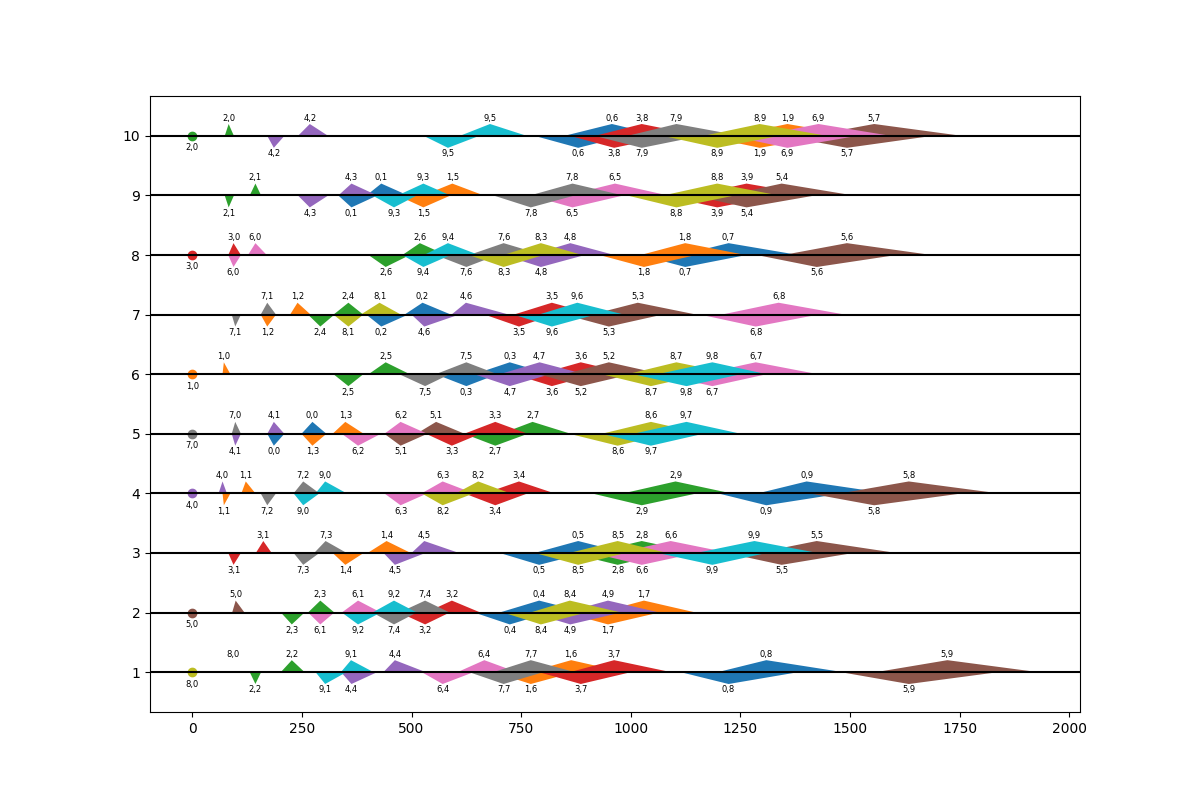 2,0 4,2 9,5 0,6 3,8 7,9 8,9 1,9 6,9 5,7
10
2,0 4,2 9,5 0,6 3,8 7,9 8,9 1,9 6,9 5,7
2,1 4,3 0,1 9,3 1,5 7,8 6,5 8,8 3,9 5,4
9
2,1 4,3 0,1 9,3 1,5 7,8 6,5 8,8 3,9 5,4
3,0 6,0 2,6 9,4 7,6 8,3 4,8 1,8 0,7 5,6
8
3,0 6,0 2,6 9,4 7,6 8,3 4,8 1,8 0,7 5,6
7,1 1,2 2,4 8,1 0,2 4,6 3,5 9,6 5,3 6,8
7
7,1 1,2 2,4 8,1 0,2 4,6 3,5 9,6 5,3 6,8
1,0 2,5 7,5 0,3 4,7 3,6 5,2 8,7 9,8 6,7
6
1,0 2,5 7,5 0,3 4,7 3,6 5,2 8,7 9,8 6,7
7,0 4,1 0,0 1,3 6,2 5,1 3,3 2,7 8,6 9,7
5
7,0 4,1 0,0 1,3 6,2 5,1 3,3 2,7 8,6 9,7
4,0 1,1 7,2 9,0 6,3 8,2 3,4 2,9 0,9 5,8
4
4,0 1,1 7,2 9,0 6,3 8,2 3,4 2,9 0,9 5,8
3,1 7,3 1,4 4,5 0,5 8,5 2,8 6,6 9,9 5,5
3
3,1 7,3 1,4 4,5 0,5 8,5 2,8 6,6 9,9 5,5
5,0 2,3 6,1 9,2 7,4 3,2 0,4 8,4 4,9 1,7
2
5,0 2,3 6,1 9,2 7,4 3,2 0,4 8,4 4,9 1,7
8,0 2,2 9,1 4,4 6,4 7,7 1,6 3,7 0,8 5,9
1
8,0 2,2 9,1 4,4 6,4 7,7 1,6 3,7 0,8 5,9
0 250 500 750 1000 1250 1500 1750 2000